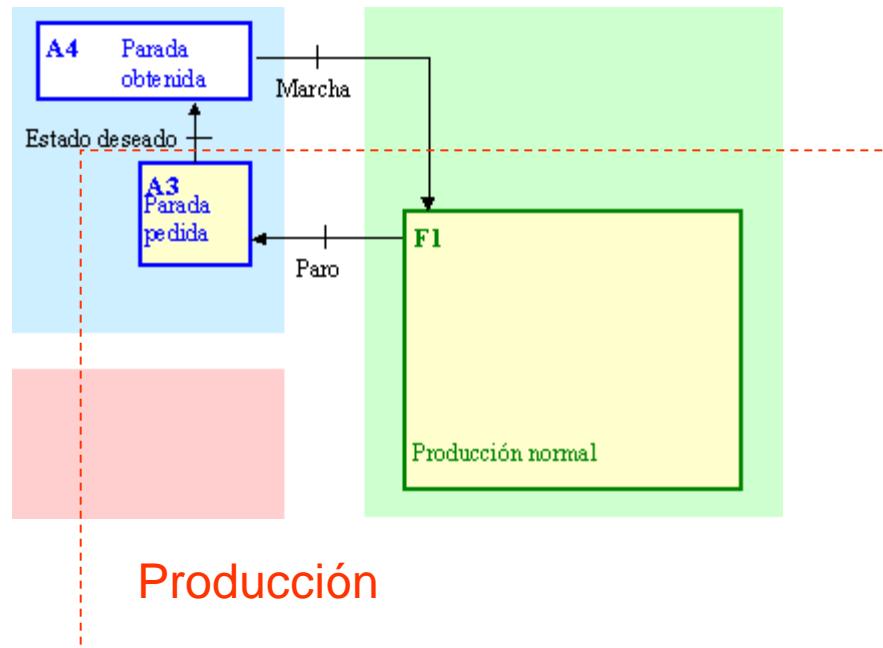 A4 Parada
obtenida
Marcha
Estado deseado
A3
Parada
pedida
F1
Paro
Producción normal
Producción